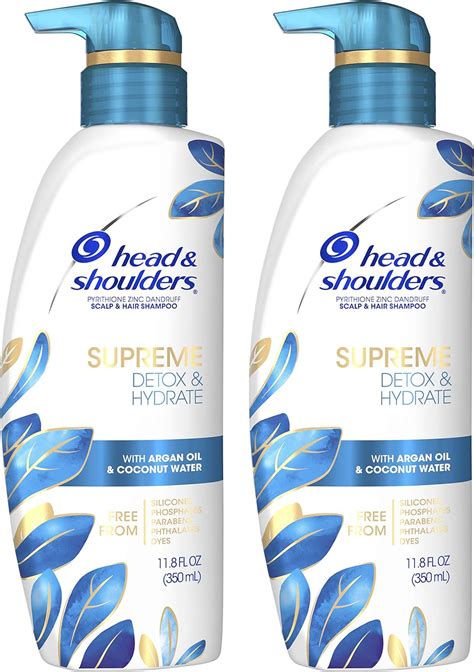 head &
shoulders®
PYRITHIONE ZINC DANDRUFF
SCALP & HAIR SHAMPOO
SUPREME
DETOX &
HYDRATE
WITH ARGAN OIL
& COCONUT WATER
FREE
FROM
SILICONES
PHOSPHATES
PARABENS
PHTHALATES
DYES
11.8 FL OZ
(350 mL)
head &
shoulders®
PYRITHIONE ZINC DANDRUFF
SCALP & HAIR SHAMPOO
SUPREME
DETOX &
HYDRATE
WITH ARGAN OIL
& COCONUT WATER
FREE
FROM
SILICONES
PHOSPHATES
PARABENS
PHTHALATES
DYES
11.8 FL OZ
(350 mL)